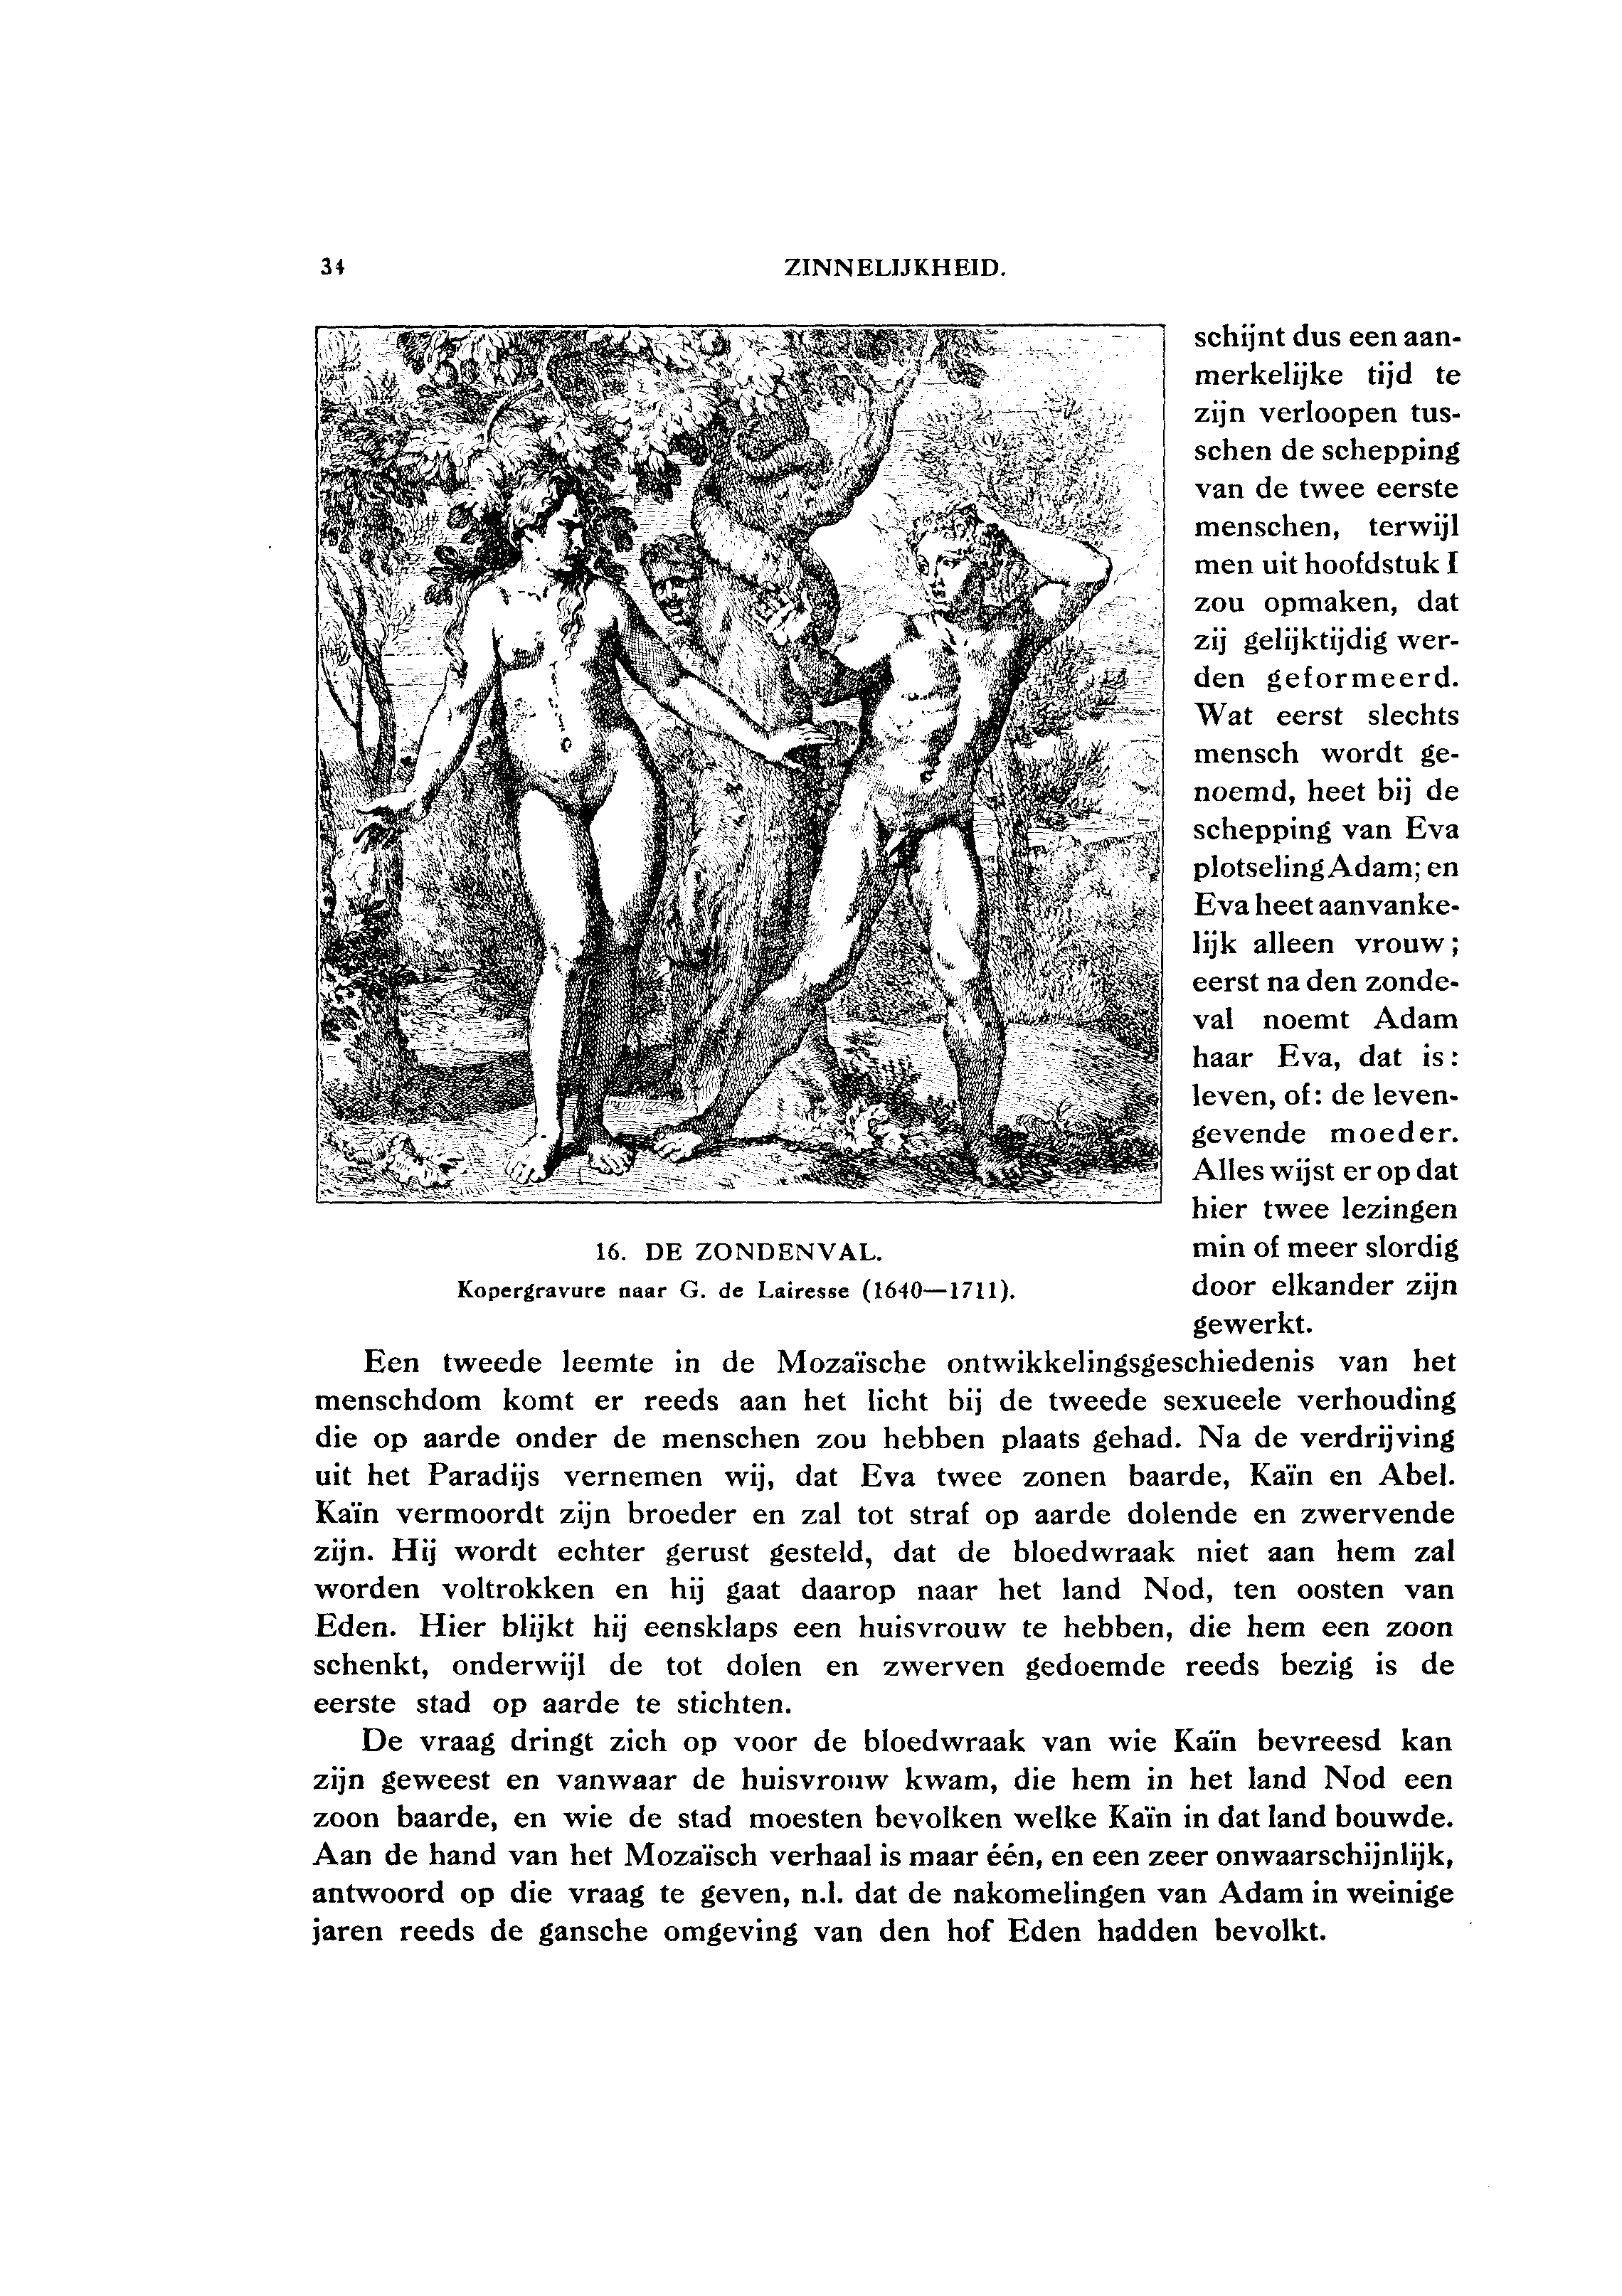 34
ZINNELIJKHEID.
schijnt dus een aan-
merkelijke tijd te
zijn verloopen tus-
schen de schepping
van de twee eerste
menschen, terwijl
men uit hoofdstuk I
zou opmaken, dat
zij gelijktijdig wer-
den geformeerd.
Wat eerst slechts
mensch wordt ge-
noemd, heet bij de
schepping van Eva
plotseling Adam; en
Eva heet aanvanke-
lijk alleen vrouw;
eerst na den zonde-
val noemt Adam
haar Eva, dat is:
leven, of: de leven-
gevende moeder.
Alles wijst er op dat
hier twee lezingen
min of meer slordig
door elkander zijn
gewerkt.
16. DE ZONDENVAL.
Kopergravure naar G. de Lairesse (1640—1711).
Een tweede leemte in de Mozaïsche ontwikkelingsgeschiedenis van het
menschdom komt er reeds aan het licht bij de tweede sexueele verhouding
die op aarde onder de menschen zou hebben plaats gehad. Na de verdrijving
uit het Paradijs vernemen wij, dat Eva twee zonen baarde, Kaïn en Abel.
Kaïn vermoordt zijn broeder en zal tot straf op aarde dolende en zwervende
zijn. Hij wordt echter gerust gesteld, dat de bloedwraak niet aan hem zal
worden voltrokken en hij gaat daarop naar het land Nod, ten oosten van
Eden. Hier blijkt hij eensklaps een huisvrouw te hebben, die hem een zoon
schenkt, onderwijl de tot dolen en zwerven gedoemde reeds bezig is de
eerste stad op aarde te stichten.
De vraag dringt zich op voor de bloedwraak van wie Kaïn bevreesd kan
zijn geweest en vanwaar de huisvrouw kwam, die hem in het land Nod een
zoon baarde, en wie de stad moesten bevolken welke Kaïn in dat land bouwde.
Aan de hand van het Mozaïsch verhaal is maar één, en een zeer onwaarschijnlijk,
antwoord op die vraag te geven, n.l. dat de nakomelingen van Adam in weinige
jaren reeds de gansche omgeving van den hof Eden hadden bevolkt.